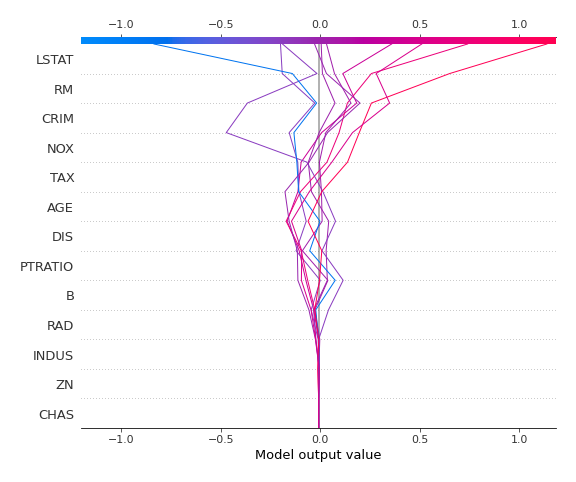 −1.0 −0.5 0.0 0.5 1.0
LSTAT
RM
CRIM
NOX
TAX
AGE
DIS
PTRATIO
B
RAD
INDUS
ZN
CHAS
−1.0 −0.5 0.0 0.5 1.0
Model output value